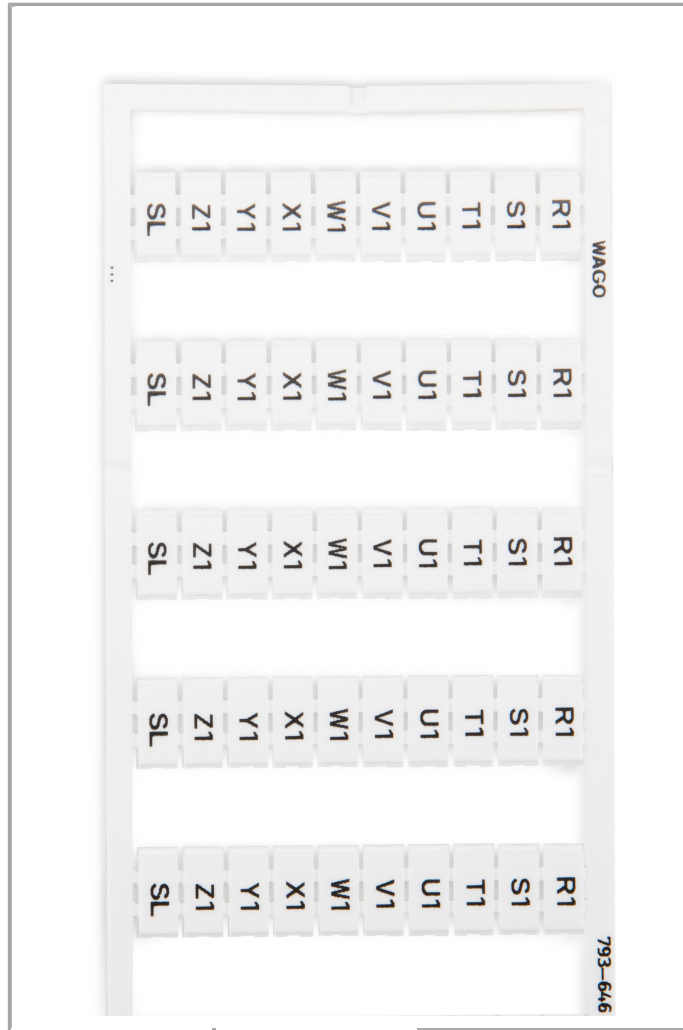 WAGO 793–646
R1 R1 R1 R1 R1
S1 S1 S1 S1 S1
T1 T1 T1 T1 T1
U1 U1 U1 U1 U1
V1 V1 V1 V1 V1
W1 W1 W1 W1 W1
X1 X1 X1 X1 X1
Y1 Y1 Y1 Y1 Y1
Z1 Z1 Z1 Z1 Z1
SL SL SL SL SL
...